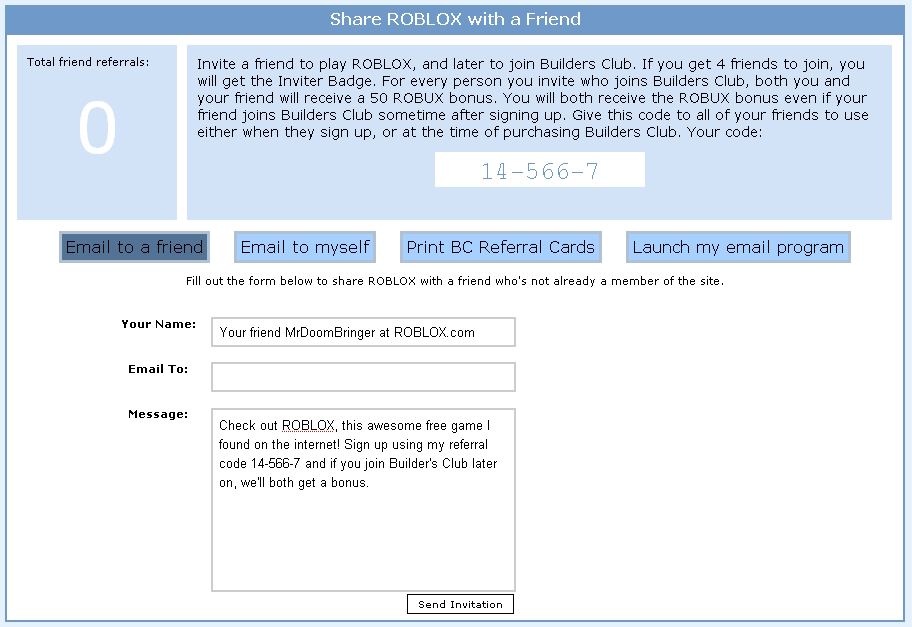 Share ROBLOX with a Friend
Total friend referrals:
0
Invite a friend to play ROBLOX, and later to join Builders Club. If you get 4 friends to join, you
will get the Inviter Badge. For every person you invite who joins Builders Club, both you and
your friend will receive a 50 ROBUX bonus. You will both receive the ROBUX bonus even if your
friend joins Builders Club sometime after signing up. Give this code to all of your friends to use
either when they sign up, or at the time of purchasing Builders Club. Your code:
14-566-7
Email to a friend Email to myself Print BC Referral Cards Launch my email program
Fill out the form below to share ROBLOX with a friend who's not already a member of the site.
Your Name: Your friend MrDoomBringer at ROBLOX.com
Email To:
Message: Check out ROBLOX, this awesome free game I
found on the internet! Sign up using my referral
code 14-566-7 and if you join Builder's Club later
on, we'll both get a bonus.
Send Invitation